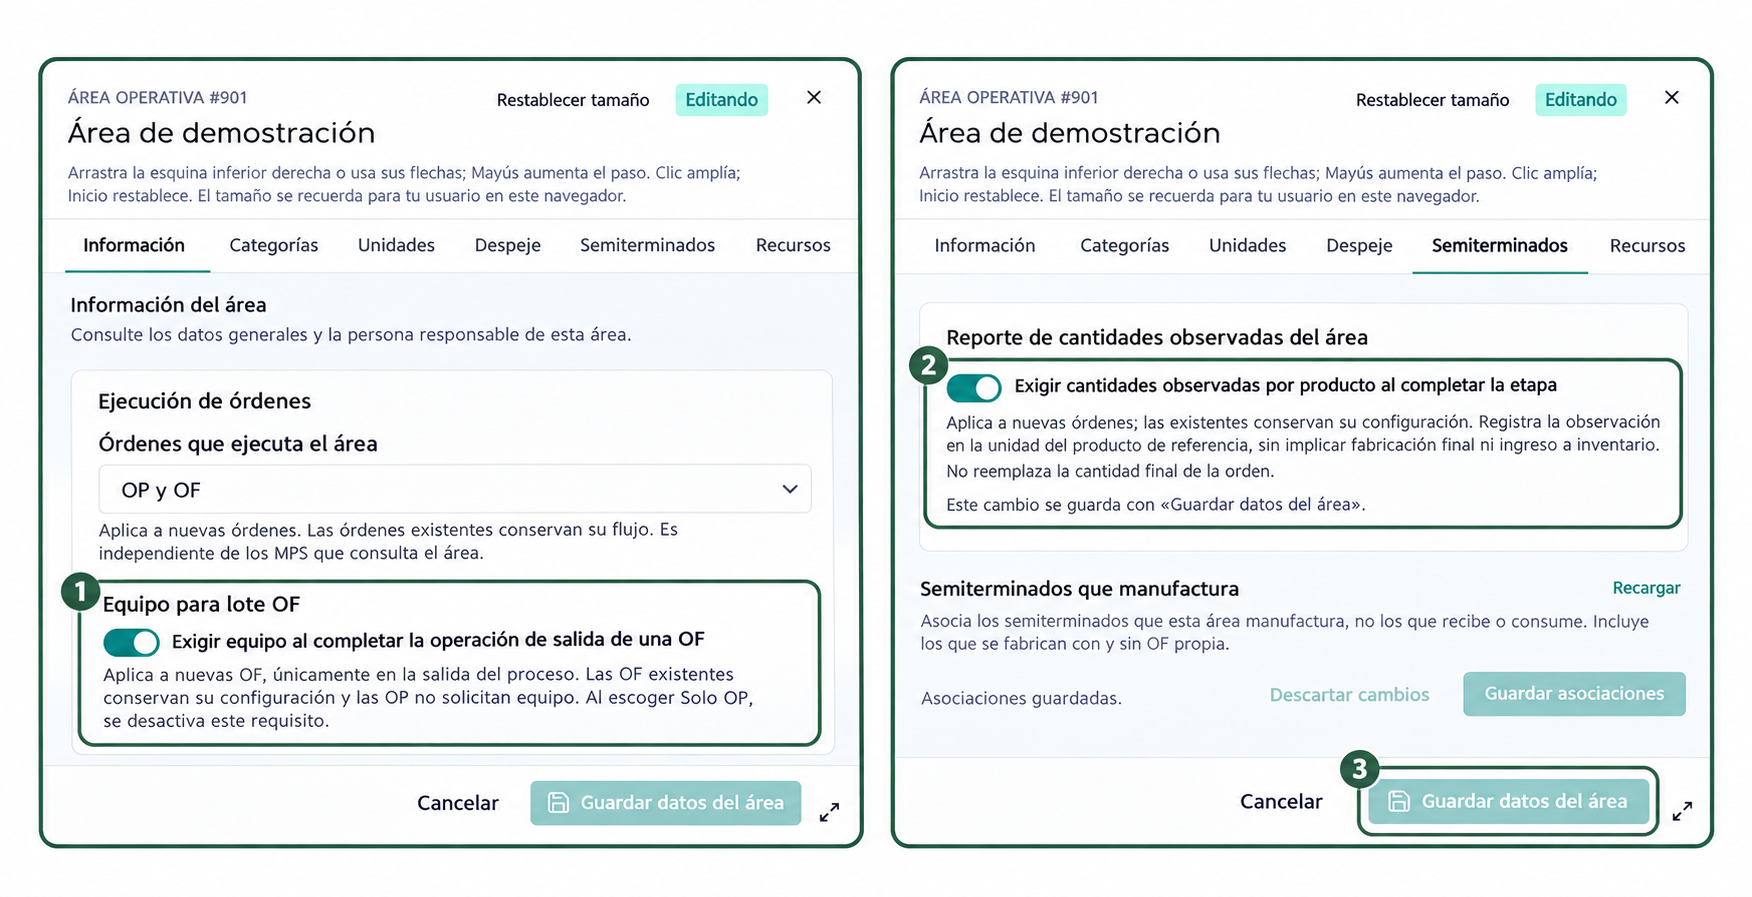 ÁREA OPERATIVA #901
Restablecer tamaño
Editando
Área de demostración
Arrastra la esquina inferior derecha o usa sus flechas; Mayús aumenta el paso. Clic amplía;
Inicio restablece. El tamaño se recuerda para tu usuario en este navegador.
Información
Categorías
Unidades
Despeje
Semiterminados
Recursos
Información del área
Consulte los datos generales y la persona responsable de esta área.
Ejecución de órdenes
Órdenes que ejecuta el área
OP y OF
Aplica a nuevas órdenes. Las órdenes existentes conservan su flujo. Es
independiente de los MPS que consulta el área.
1
Equipo para lote OF
Exigir equipo al completar la operación de salida de una OF
Aplica a nuevas OF, únicamente en la salida del proceso. Las OF existentes
conservan su configuración y las OP no solicitan equipo. Al escoger Solo OP,
se desactiva este requisito.
Cancelar
Guardar datos del área
ÁREA OPERATIVA #901
Restablecer tamaño
Editando
Área de demostración
Arrastra la esquina inferior derecha o usa sus flechas; Mayús aumenta el paso. Clic amplía;
Inicio restablece. El tamaño se recuerda para tu usuario en este navegador.
Información
Categorías
Unidades
Despeje
Semiterminados
Recursos
Reporte de cantidades observadas del área
2
Exigir cantidades observadas por producto al completar la etapa
Aplica a nuevas órdenes; las existentes conservan su configuración. Registra la observación
en la unidad del producto de referencia, sin implicar fabricación final ni ingreso a inventario.
No reemplaza la cantidad final de la orden.
Este cambio se guarda con «Guardar datos del área».
Semiterminados que manufactura
Recargar
Asocia los semiterminados que esta área manufactura, no los que recibe o consume. Incluye
los que se fabrican con y sin OF propia.
Asociaciones guardadas.
Descartar cambios
Guardar asociaciones
3
Cancelar
Guardar datos del área